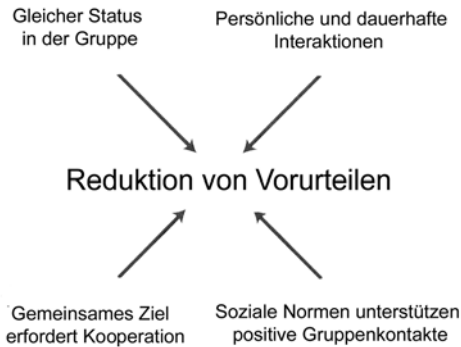 Gleicher Status
in der Gruppe
Persönliche und dauerhafte
Interaktionen
Reduktion von Vorurteilen
Gemeinsames Ziel
erfordert Kooperation
Soziale Normen unterstützen
positive Gruppenkontakte